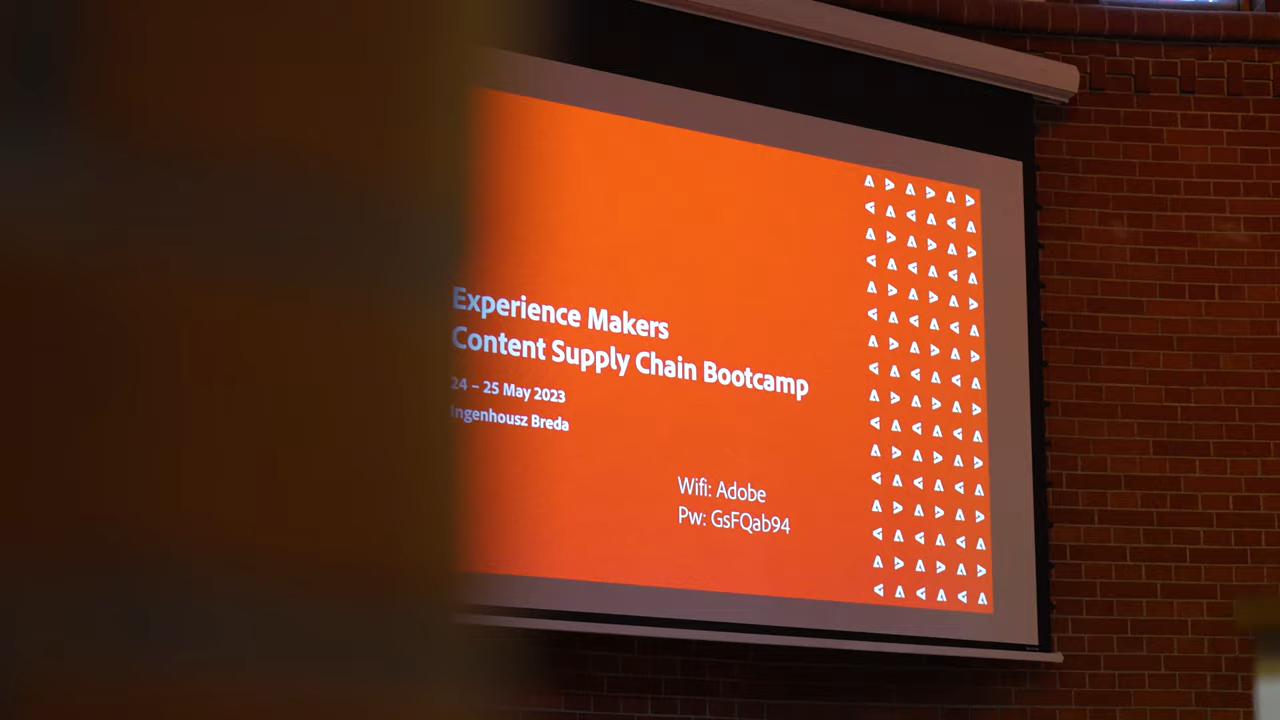 Experience Makers
Content Supply Chain Bootcamp
24 – 25 May 2023
Ingenhousz Breda
Wifi: Adobe
Pw: GsFQab94